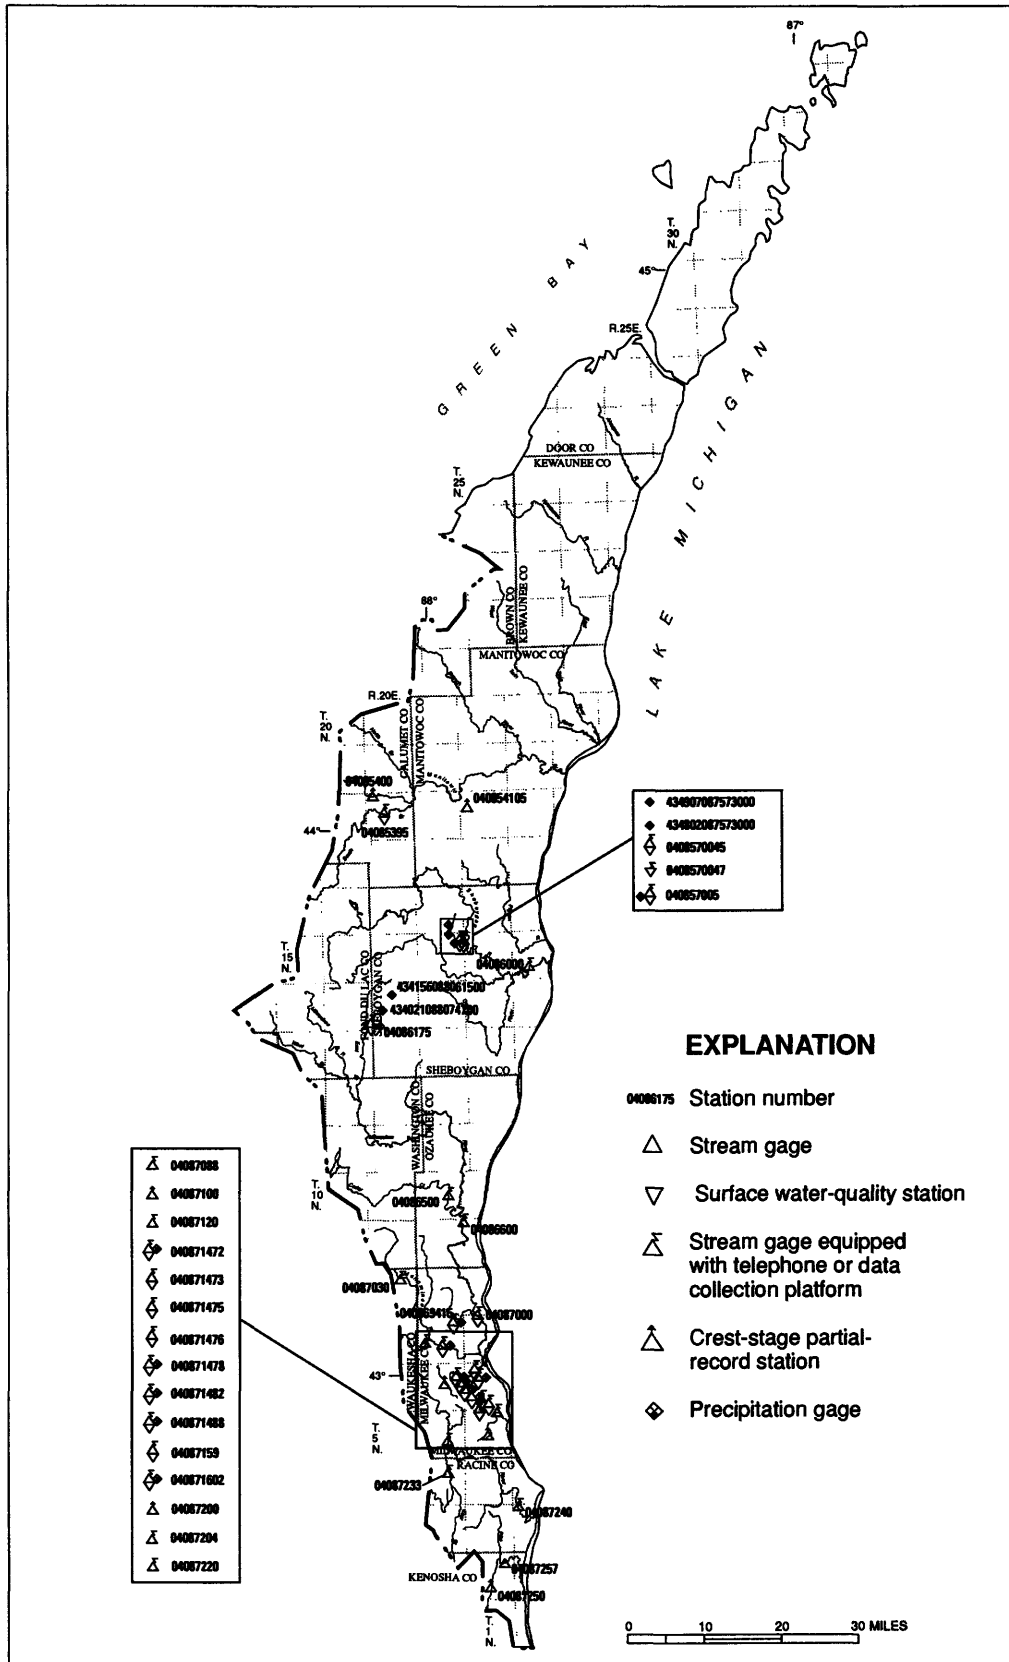 87°
T.
30
N.
45°
GREEN BAY
R.25E.
LAKE MICHIGAN
DOOR CO
KEWAUNEE CO
T.
25
N.
BROWN CO
KEWAUNEE CO
88°
MANITOWOC CO
R.20E.
T.
20
N.
CALUMET CO
MANITOWOC CO
04085400
040854105
04085395
44°
434907087573000
434802087573000
0408570045
0408570047
040857005
T.
15
N.
04086000
FOND DU LAC CO
SHEBOYGAN CO
434156088061500
04086175
SHEBOYGAN CO
WASHINGTON CO
OZAUKEE CO
T.
10
N.
04086500
04086600
04087030
04087000
WAUKESHA CO
MILWAUKEE CO
43°
T.
5
N.
MILWAUKEE CO
RACINE CO
04087233
04087240
04087257
KENOSHA CO
04087250
T.
1
N.
04087088
04087120
040871472
040871473
040871475
040871476
040871478
040871482
040871488
04087159
040871602
04087200
04087204
04087220
EXPLANATION
04086175 Station number
Stream gage
Surface water-quality station
Stream gage equipped
with telephone or data
collection platform
Crest-stage partial-
record station
Precipitation gage
0 10 20 30 MILES